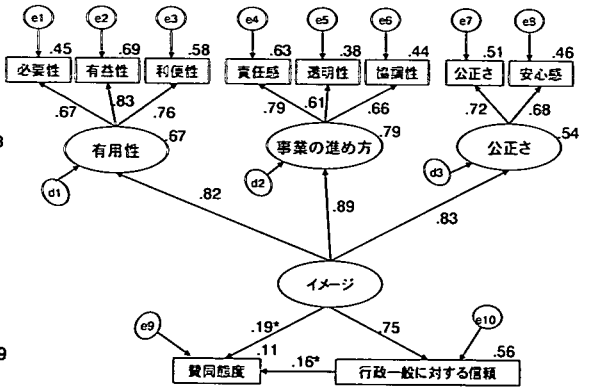 e1 e2 e3 e4 e5 e6 e7 e8
.45 .69 .58 .63 .38 .44 .51 .46
必要性 有益性 利便性 責任感 透明性 協調性 公正さ 安心感
.67 .83 .76 .79 .61 .66 .72 .68
有用性 .67 事業の進め方 .79 公正さ .54
3
d1 d2 d3
.82 .89 .83
イメージ
e9 .19* .75 e10
9 .11 .56
賛同態度 .16* 行政一般に対する信頼